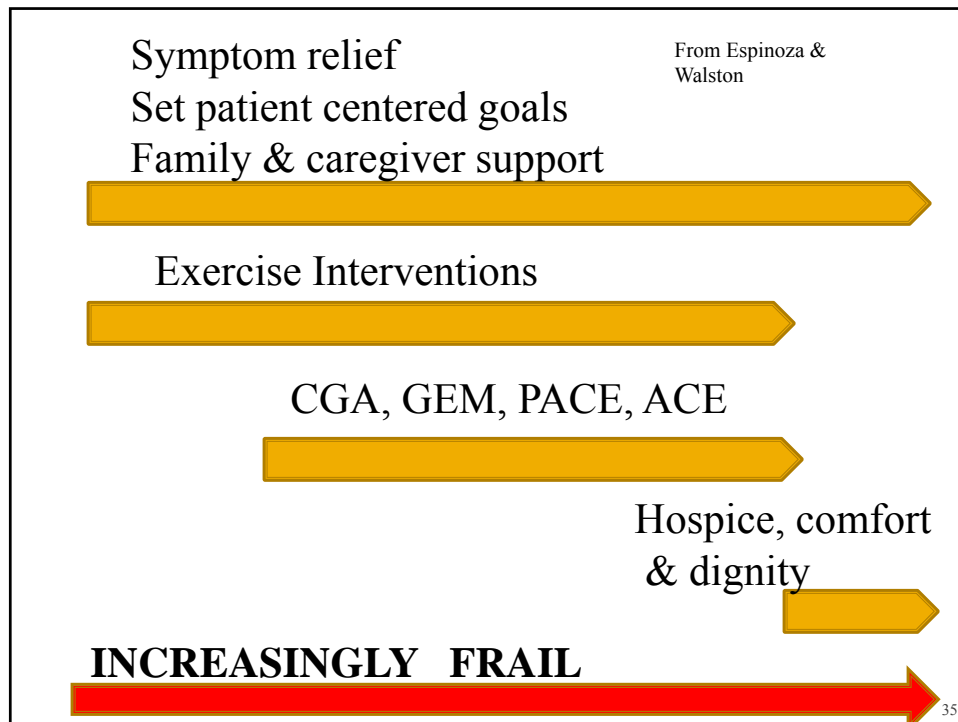 Symptom relief
Set patient centered goals
Family & caregiver support
From Espinoza &
Walston
Exercise Interventions
CGA, GEM, PACE, ACE
Hospice, comfort
& dignity
INCREASINGLY FRAIL
35